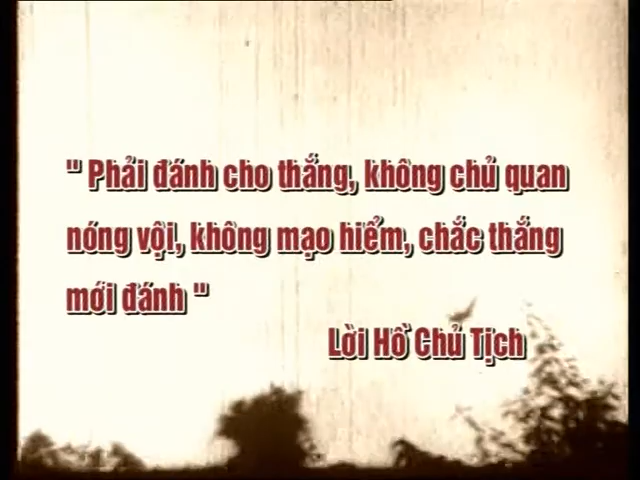 " Phải đánh cho thắng, không chủ quan
nóng vội, không mạo hiểm, chắc thắng
mới đánh "
Lời Hồ Chủ Tịch